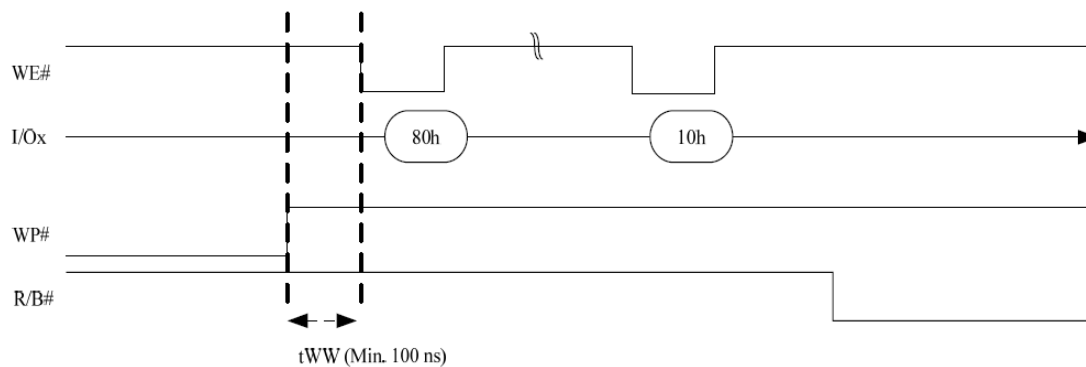 WE#
I/Ox
80h
10h
WP#
R/B#
tWW (Min. 100 ns)